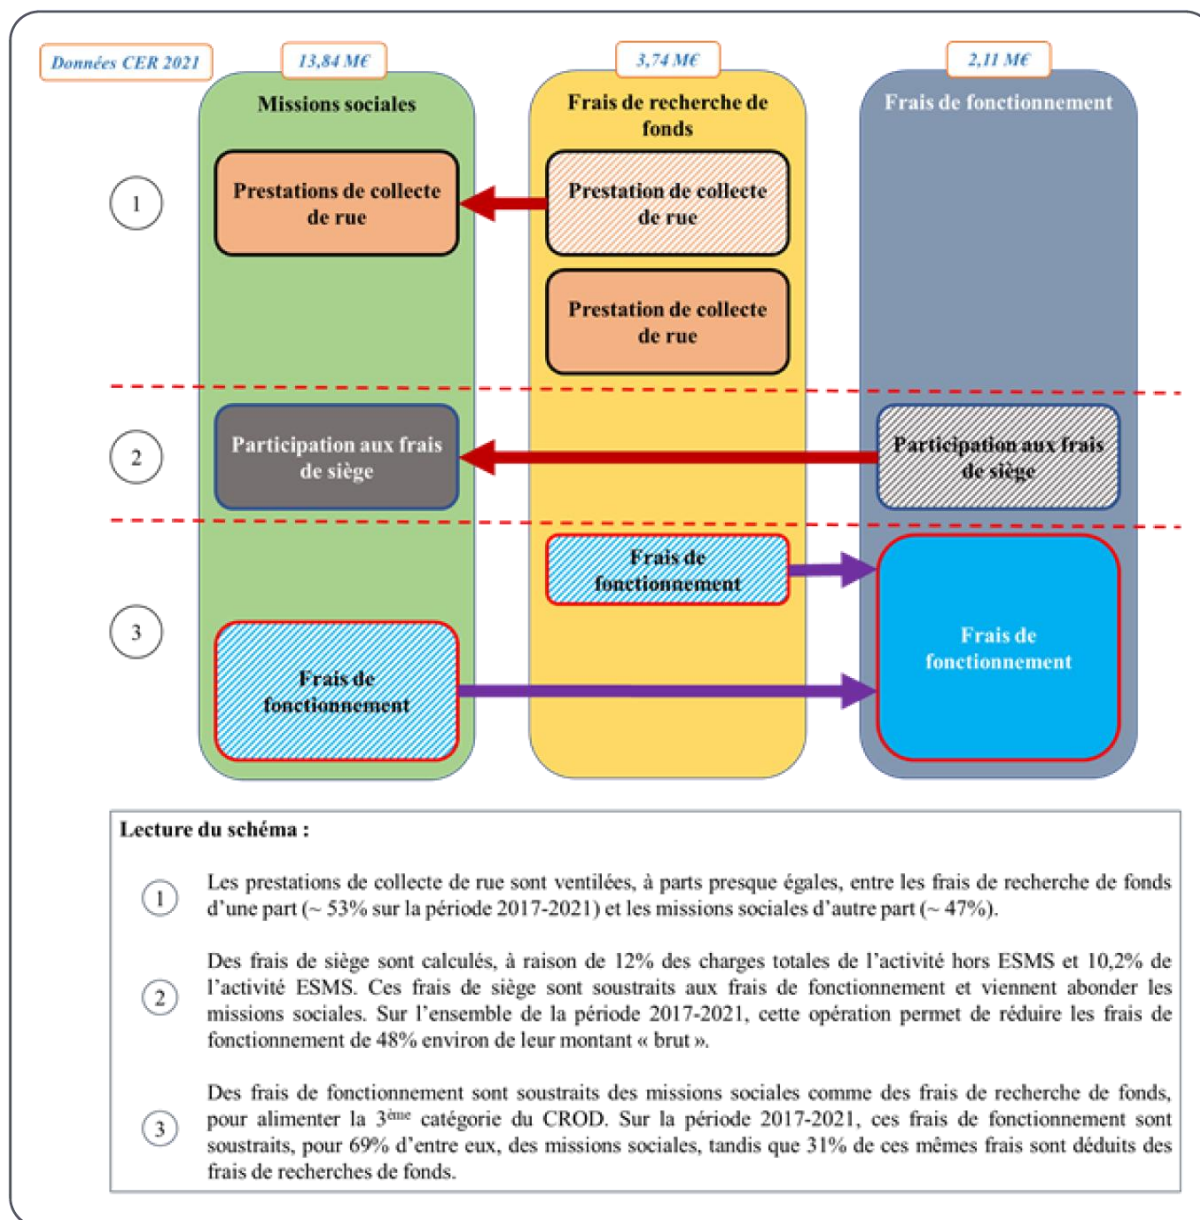 Données CER 2021
13,84 M€
3,74 M€
2,11 M€
Missions sociales
Frais de recherche de
fonds
Frais de fonctionnement
1
Prestations de collecte
de rue
Prestation de collecte
de rue
Prestation de collecte
de rue
2
Participation aux frais
de siège
Participation aux frais
de siège
3
Frais de
fonctionnement
Frais de
fonctionnement
Frais de
fonctionnement
Lecture du schéma :
1
Les prestations de collecte de rue sont ventilées, à parts presque égales, entre les frais de recherche de fonds
d’une part (~ 53% sur la période 2017-2021) et les missions sociales d’autre part (~ 47%).
2
Des frais de siège sont calculés, à raison de 12% des charges totales de l’activité hors ESMS et 10,2% de
l’activité ESMS. Ces frais de siège sont soustraits aux frais de fonctionnement et viennent abonder les
missions sociales. Sur l’ensemble de la période 2017-2021, cette opération permet de réduire les frais de
fonctionnement de 48% environ de leur montant « brut ».
3
Des frais de fonctionnement sont soustraits des missions sociales comme des frais de recherche de fonds,
pour alimenter la 3ème catégorie du CROD. Sur la période 2017-2021, ces frais de fonctionnement sont
soustraits, pour 69% d’entre eux, des missions sociales, tandis que 31% de ces mêmes frais sont déduits des
frais de recherches de fonds.